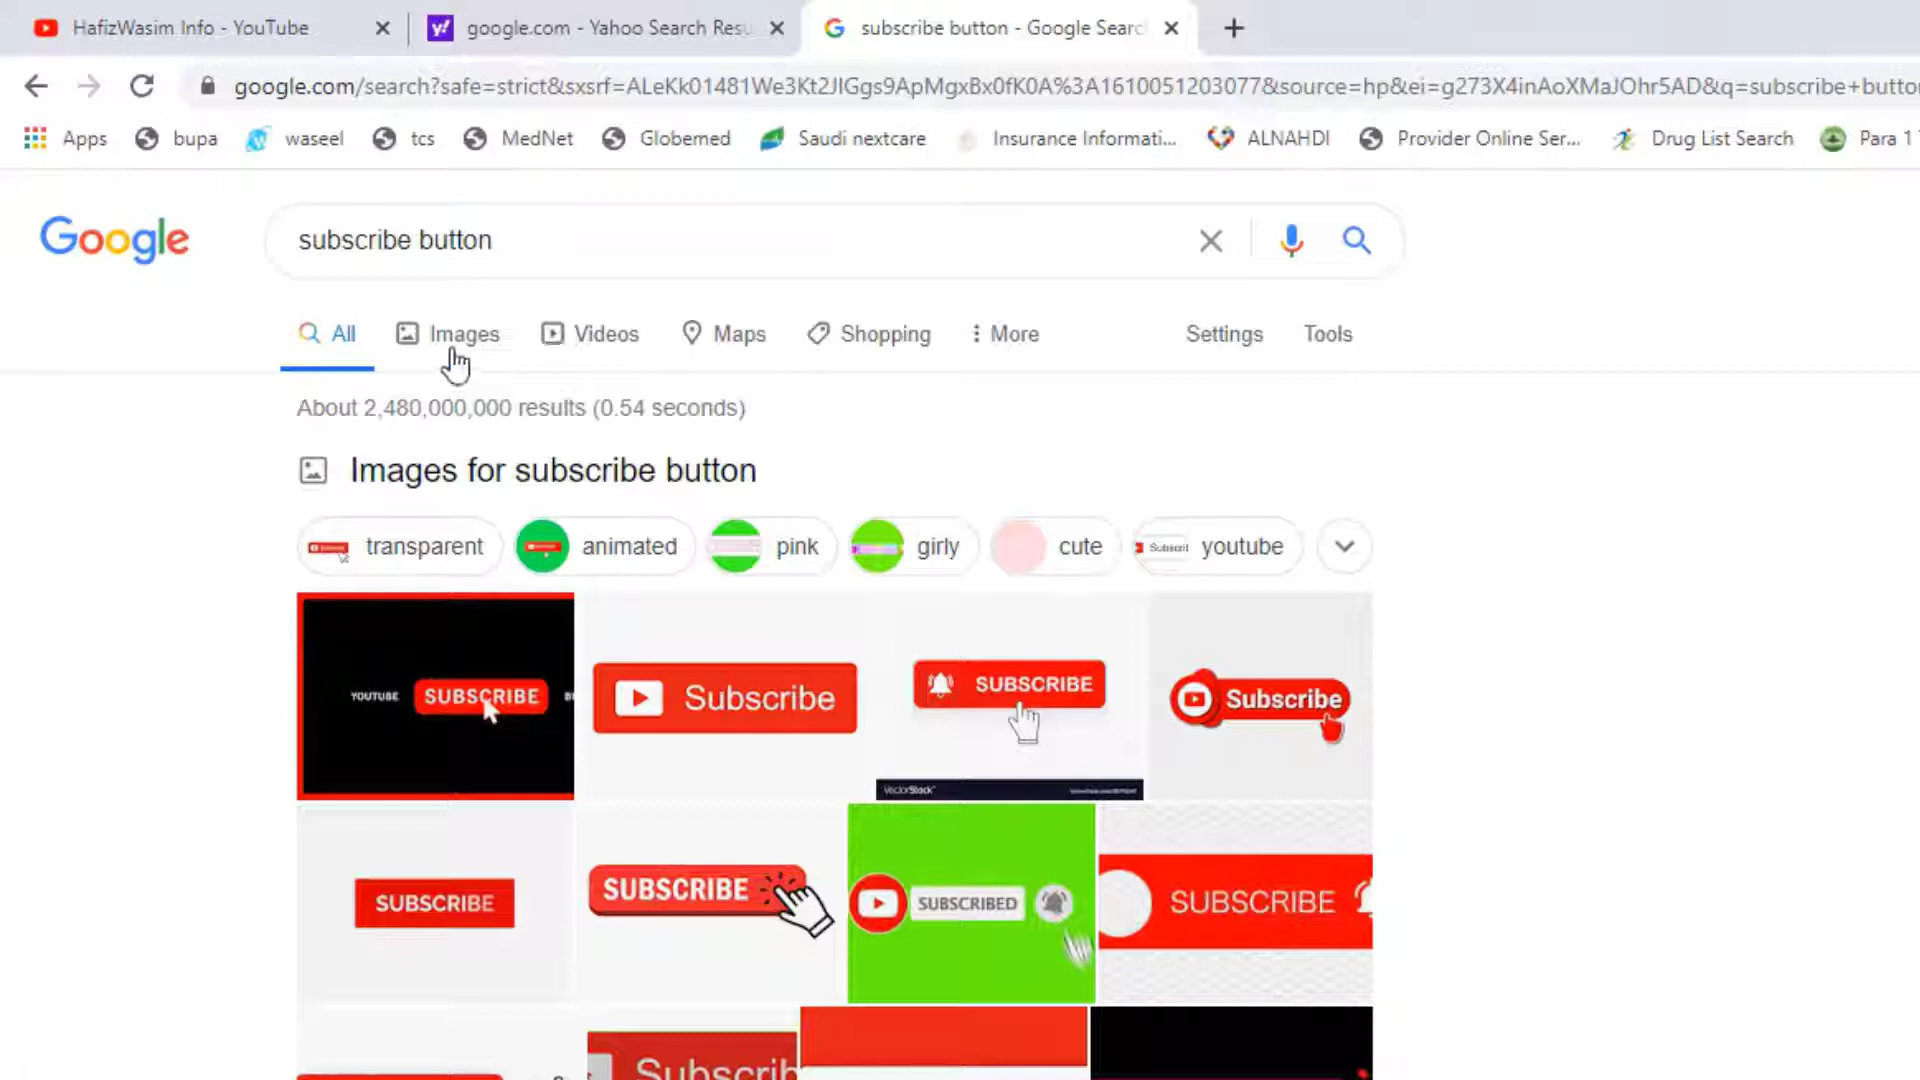 HafizWasim Info - YouTube
google.com - Yahoo Search Resu
subscribe button - Google Searc
google.com/search?safe=strict&sxsrf=ALeKk01481We3Kt2JIGgs9ApMgxBx0fK0A%3A1610051203077&source=hp&ei=g273X4inAoXMaJOhr5AD&q=subscribe+butto
Apps bupa waseel tcs MedNet Globemed Saudi nextcare Insurance Informati... ALNAHDI Provider Online Ser... Drug List Search Para 1
Google
subscribe button
All Images Videos Maps Shopping More Settings Tools
About 2,480,000,000 results (0.54 seconds)
Images for subscribe button
transparent animated pink girly cute youtube
YOUTUBE SUBSCRIBE
Subscribe
SUBSCRIBE
VectorStock
Subscribe
SUBSCRIBE
SUBSCRIBE
SUBSCRIBED
SUBSCRIBE
Subscrib